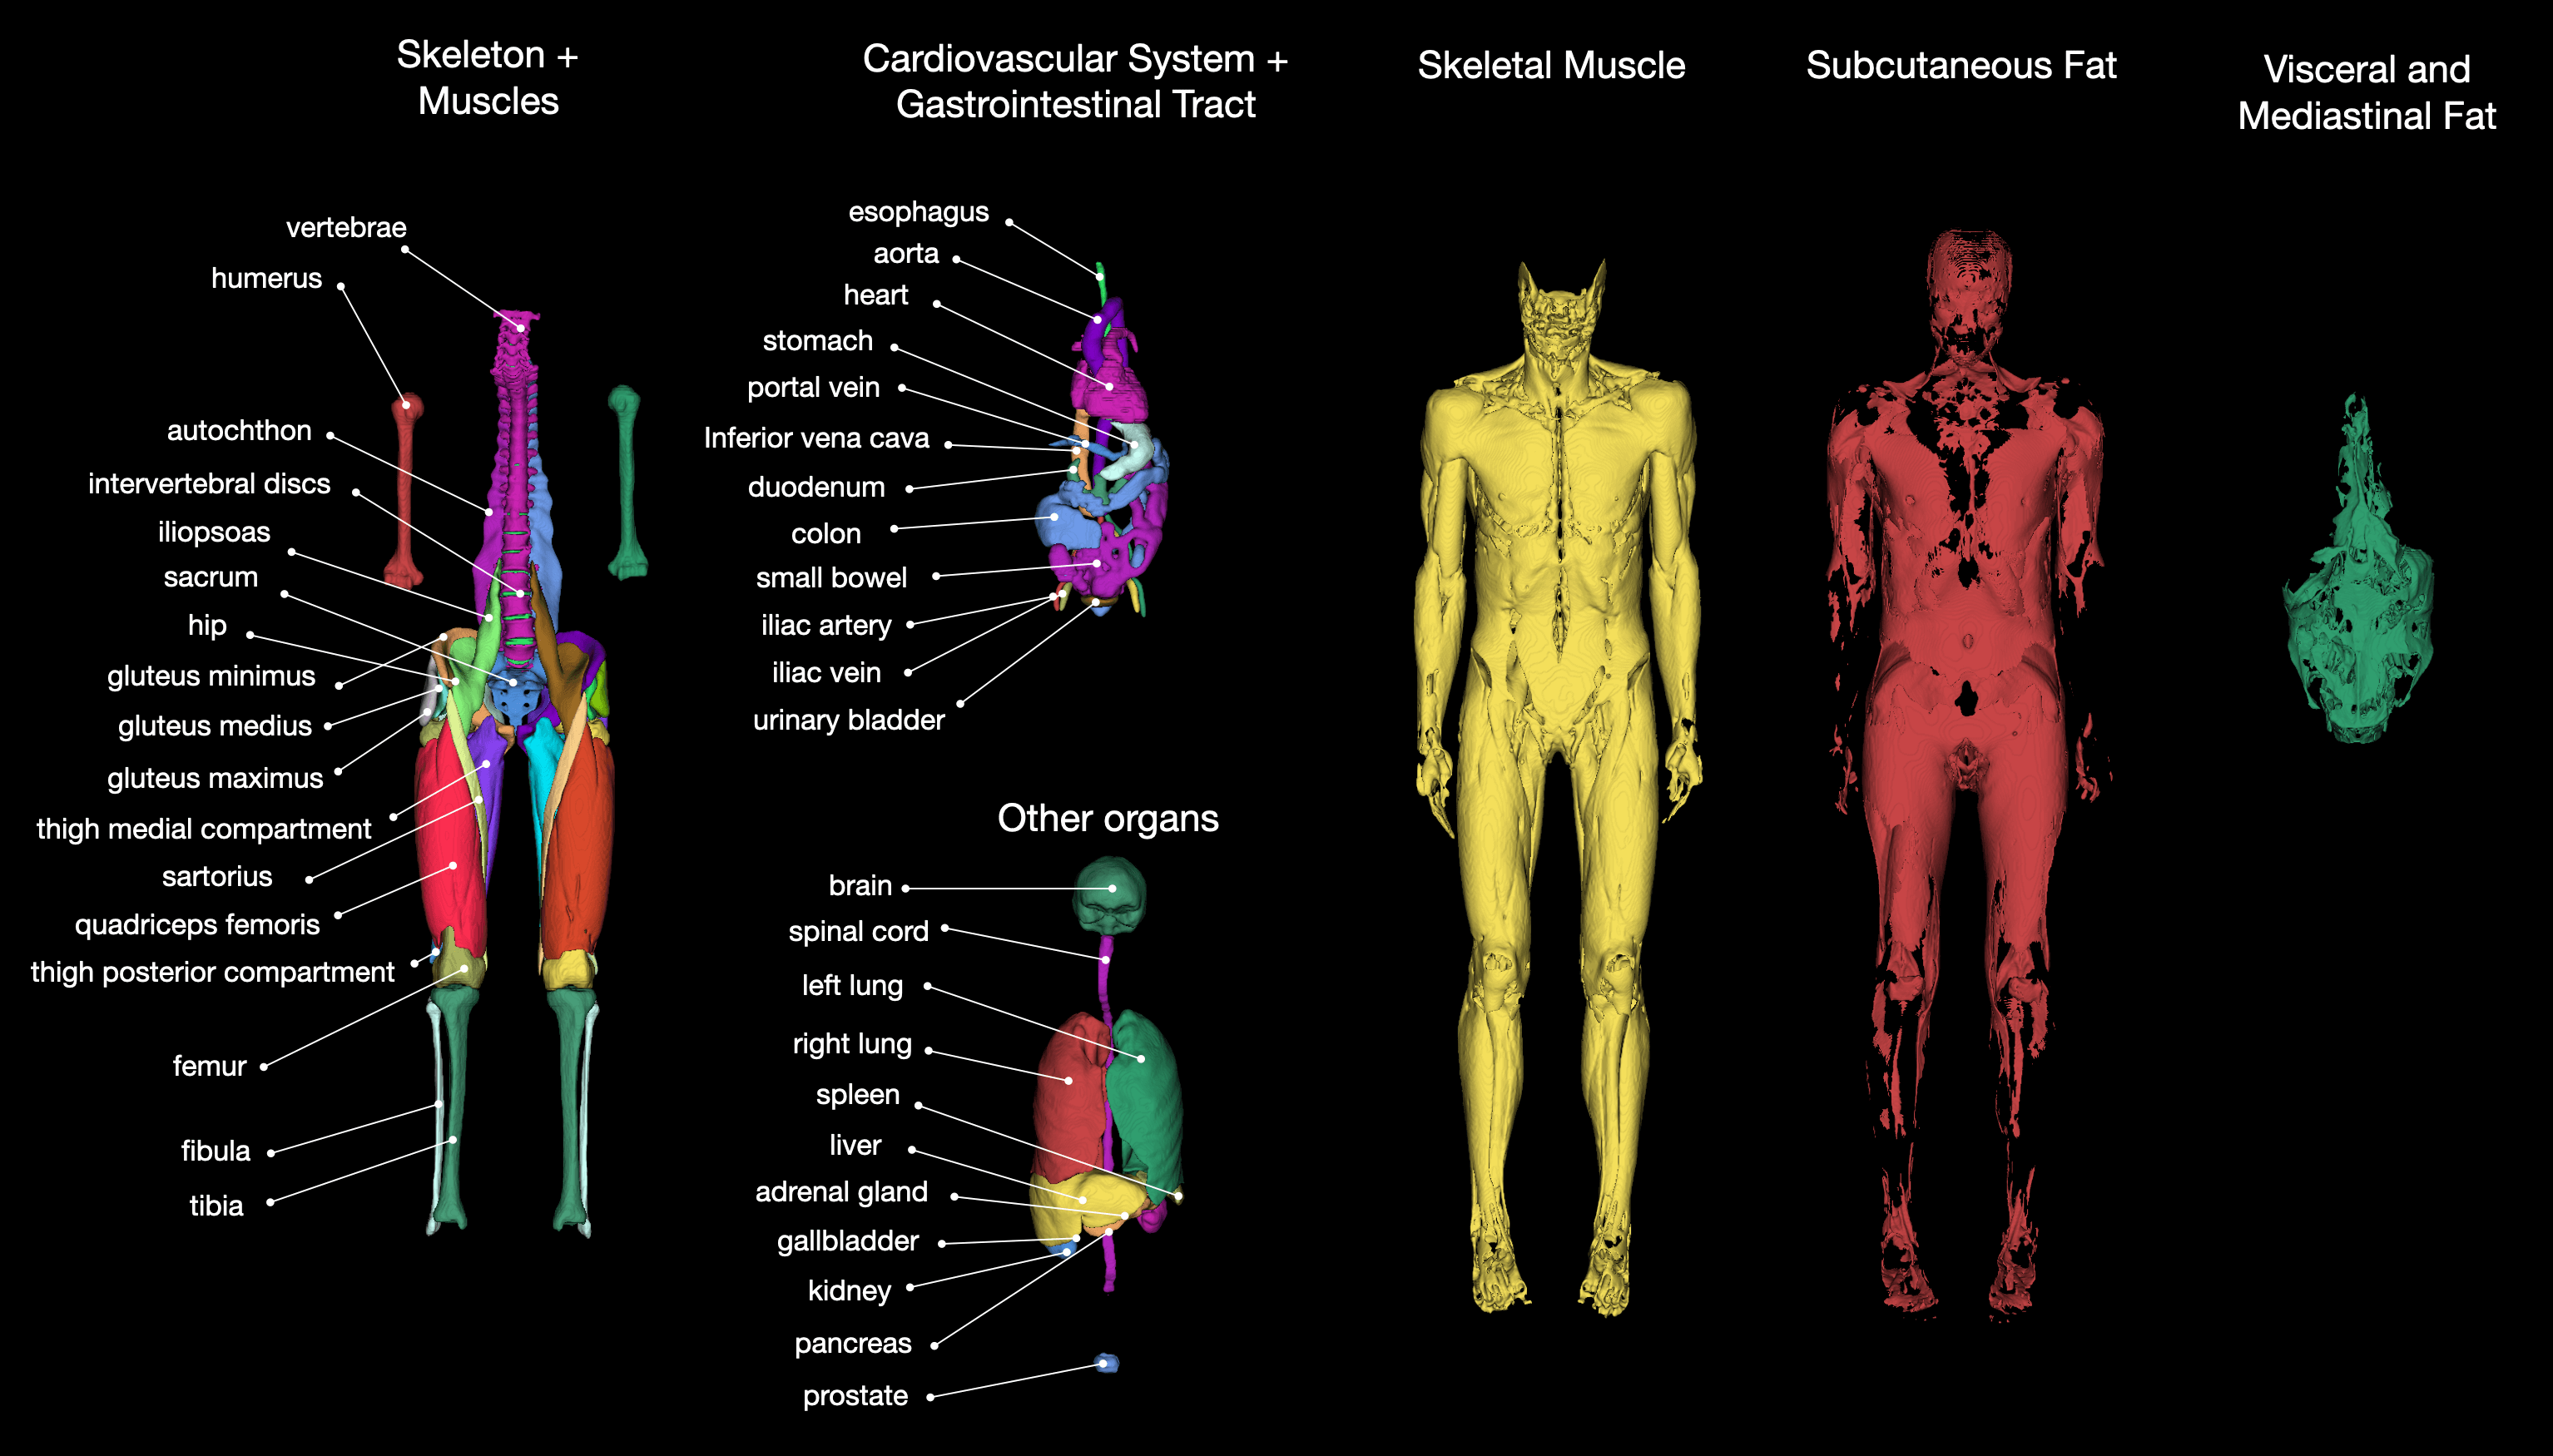 Skeleton +
Muscles
vertebrae
humerus
autochthon
intervertebral discs
iliopsoas
sacrum
hip
gluteus minimus
gluteus medius
gluteus maximus
thigh medial compartment
sartorius
quadriceps femoris
thigh posterior compartment
femur
fibula
tibia
Cardiovascular System +
Gastrointestinal Tract
esophagus
aorta
heart
stomach
portal vein
Inferior vena cava
duodenum
colon
small bowel
iliac artery
iliac vein
urinary bladder
Other organs
brain
spinal cord
left lung
right lung
spleen
liver
adrenal gland
gallbladder
kidney
pancreas
prostate
Skeletal Muscle
Subcutaneous Fat
Visceral and
Mediastinal Fat